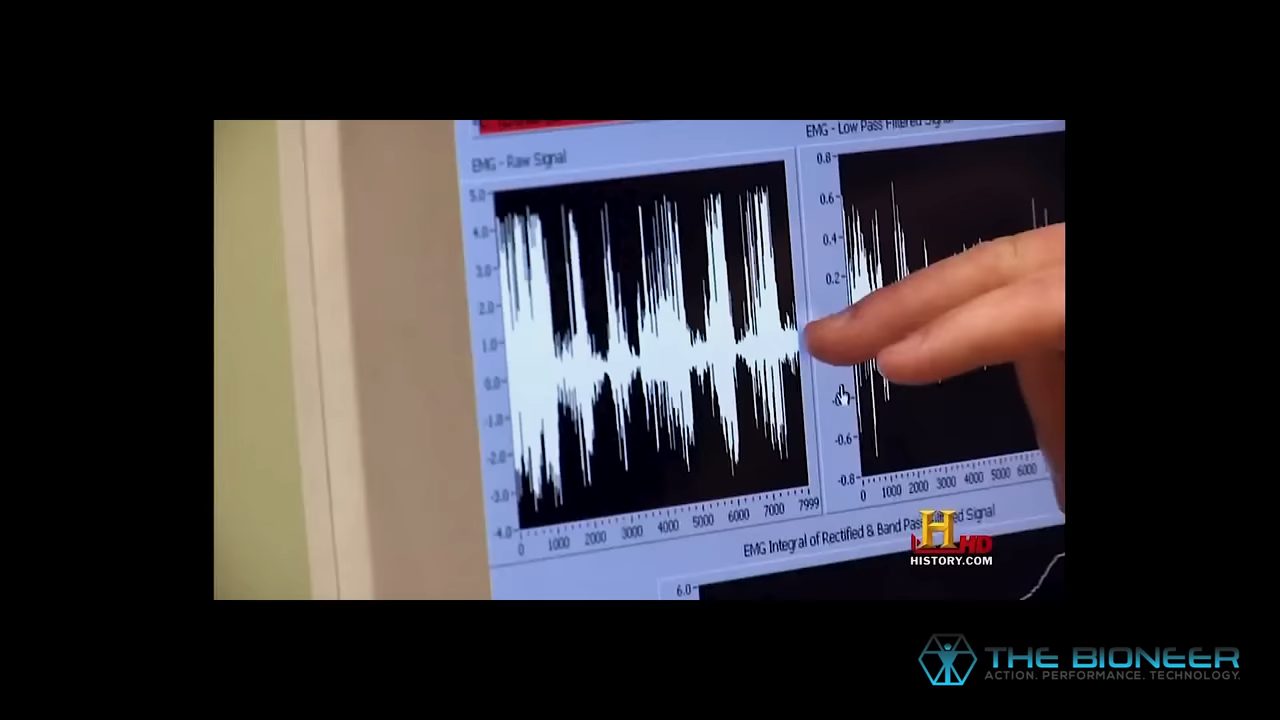 EMG - Raw Signal
5.0
4.0
3.0
2.0
1.0
0.0
-1.0
-2.0
-3.0
-4.0
0 1000 2000 3000 4000 5000 6000 7000 7999
EMG - Low Pass Filtered Signal
0.8
0.6
0.4
0.2
-0.6
-0.8
0 1000 2000 3000 4000 5000 6000
EMG Integral of Rectified & Band Pass Filtered Signal
6.0
H HD
HISTORY.COM
THE BIONEER
ACTION. PERFORMANCE. TECHNOLOGY.